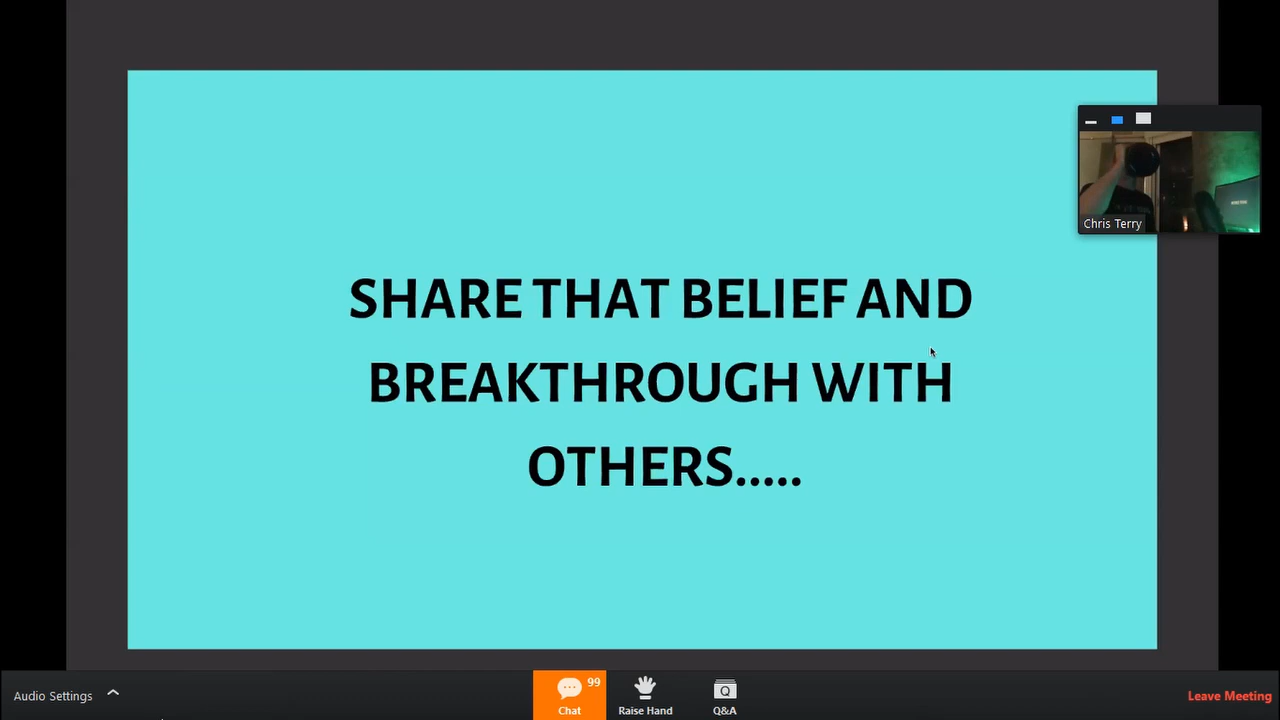 SHARE THAT BELIEF AND
BREAKTHROUGH WITH
OTHERS.....
Chris Terry
Audio Settings
99
Chat
Raise Hand
Q
Q&A
Leave Meeting